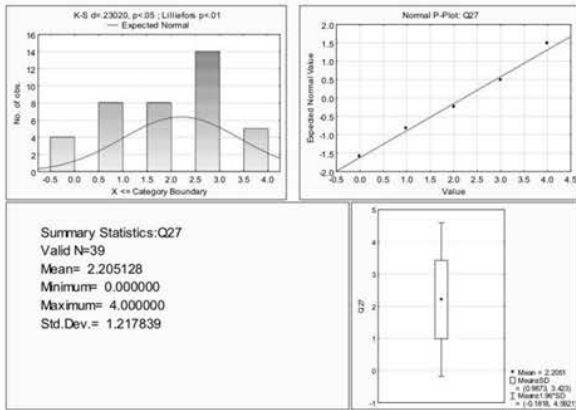 K-S d=.23020, p<.05 ; Lilliefors p<.01
Expected Normal
16
14
12
10
8
6
4
2
0
No. of obs.
-0.5 0.0 0.5 1.0 1.5 2.0 2.5 3.0 3.5 4.0
X <= Category Boundary
Normal P-Plot: Q27
2.0
1.5
1.0
0.5
0.0
-0.5
-1.0
-1.5
-2.0
Expected Normal Value
-0.5 0.0 0.5 1.0 1.5 2.0 2.5 3.0 3.5 4.0 4.5
Value
Summary Statistics:Q27
Valid N=39
Mean= 2.205128
Minimum= 0.000000
Maximum= 4.000000
Std.Dev.= 1.217839
5
4
3
2
1
0
-1
Q27
Mean = 2.2051
Mean±SD
= (0.9873, 3.423)
Mean±1.96*SD
= (-0.1818, 4.5921)